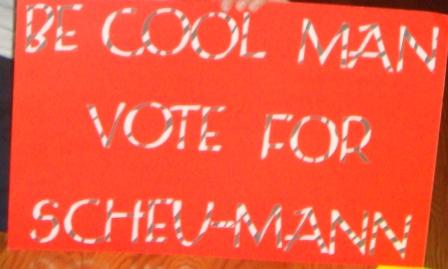 BE COOL MAN
VOTE FOR
SCHEU-MANN